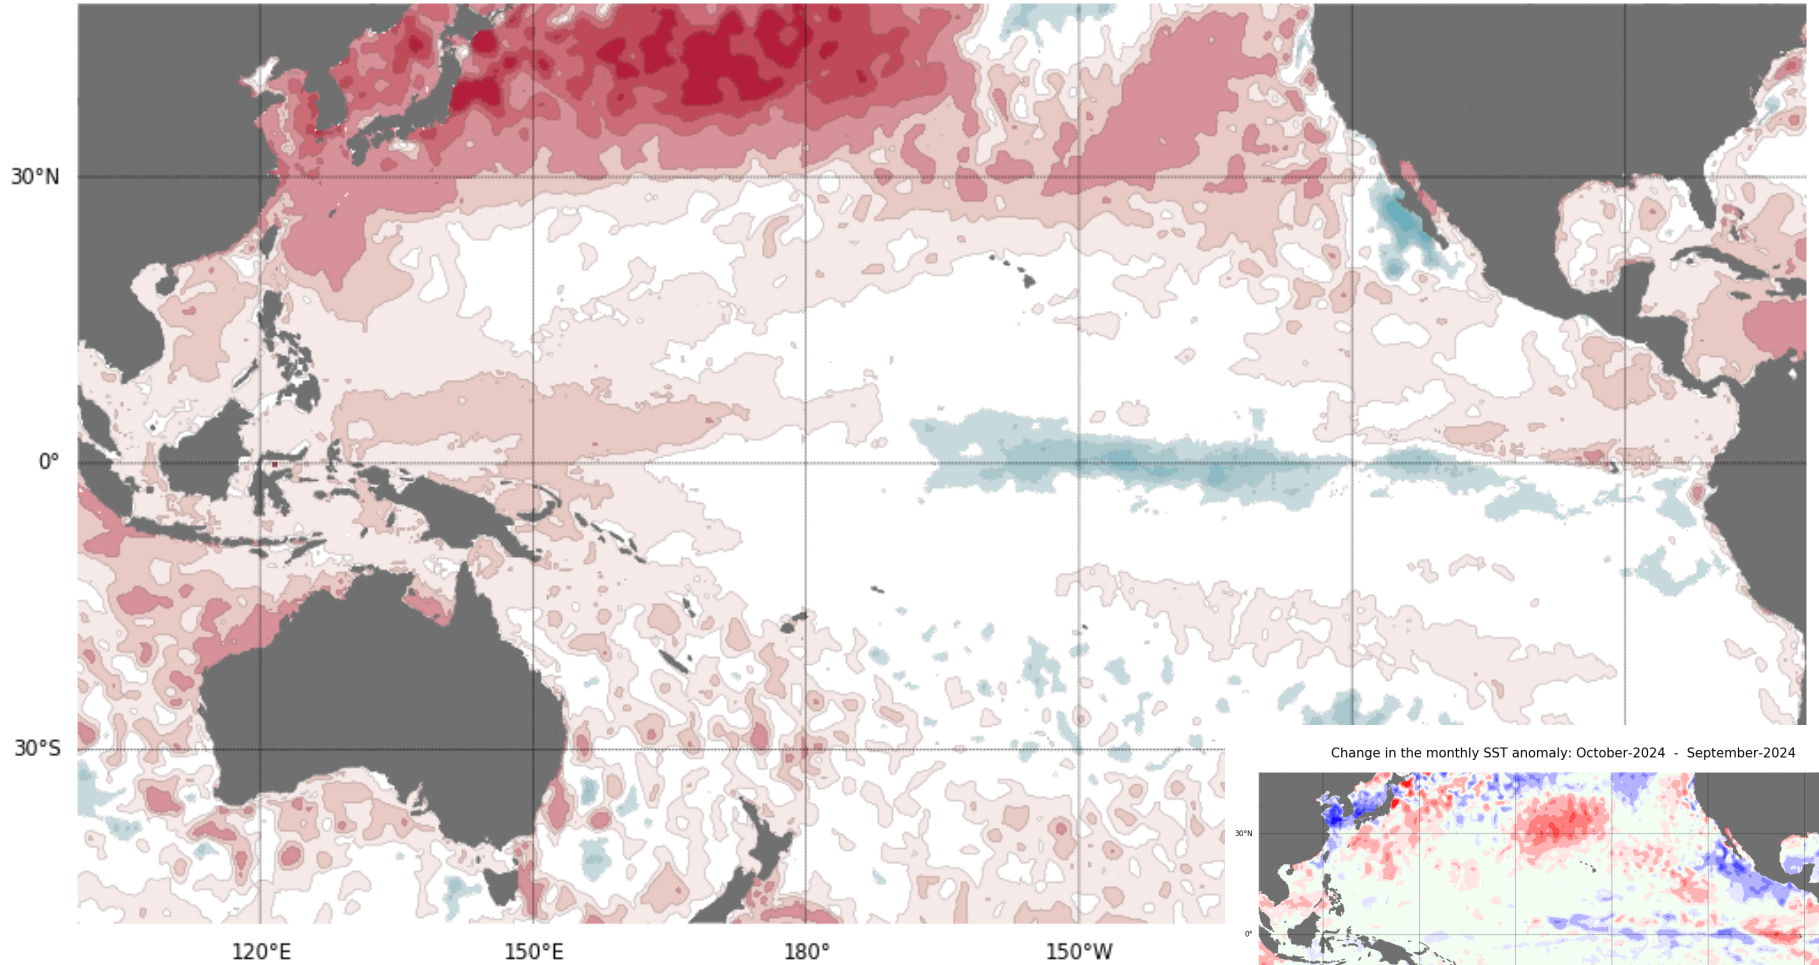 30°N
0°
30°S
120°E
150°E
180°
150°W
Change in the monthly SST anomaly: October-2024 - September-2024
30°N
0°